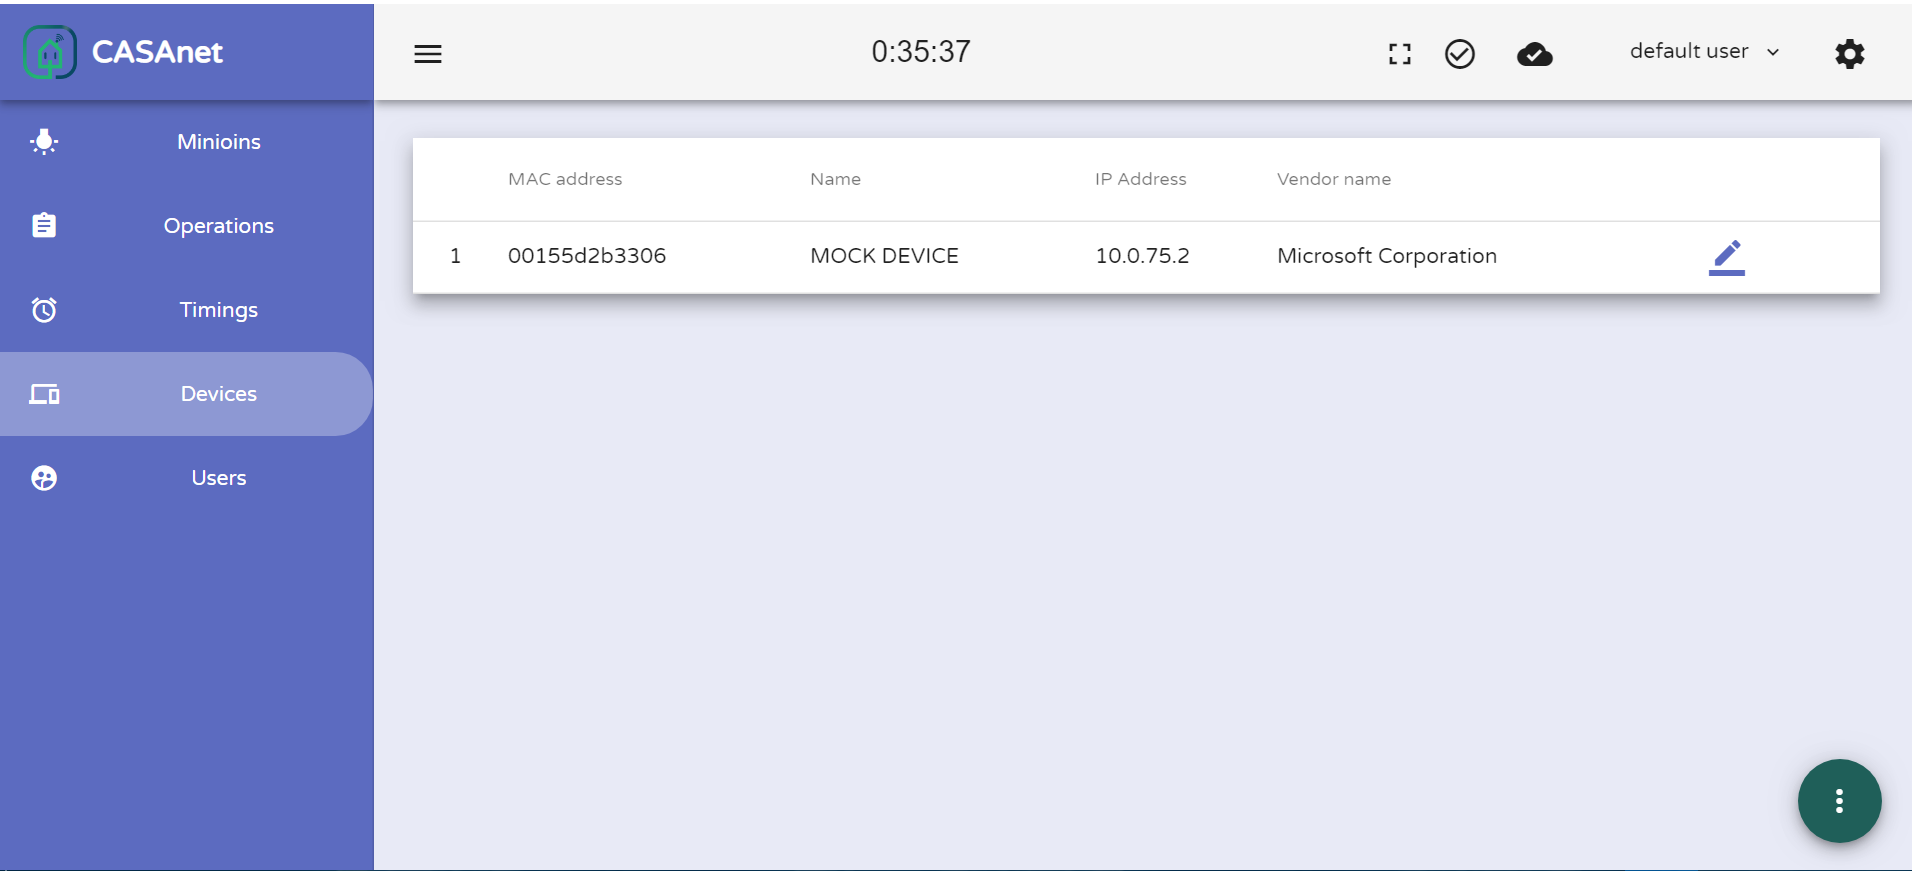 CASAnet
0:35:37
default user
Minioins
Operations
Timings
Devices
Users
MAC address Name IP Address Vendor name
1 00155d2b3306 MOCK DEVICE 10.0.75.2 Microsoft Corporation